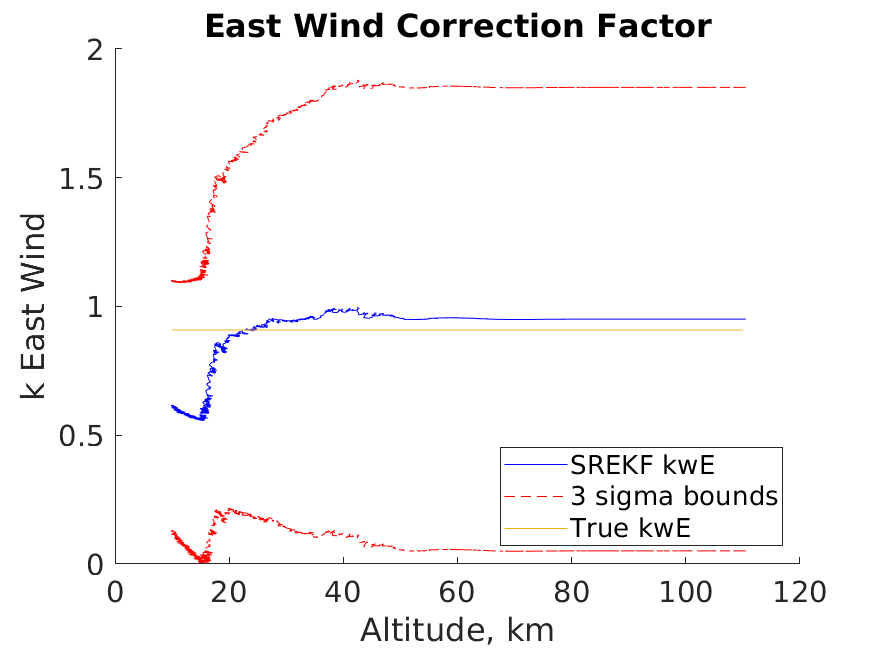 East Wind Correction Factor
2
1.5
1
0.5
0
k East Wind
SREKF kwE
3 sigma bounds
True kwE
0 20 40 60 80 100 120
Altitude, km